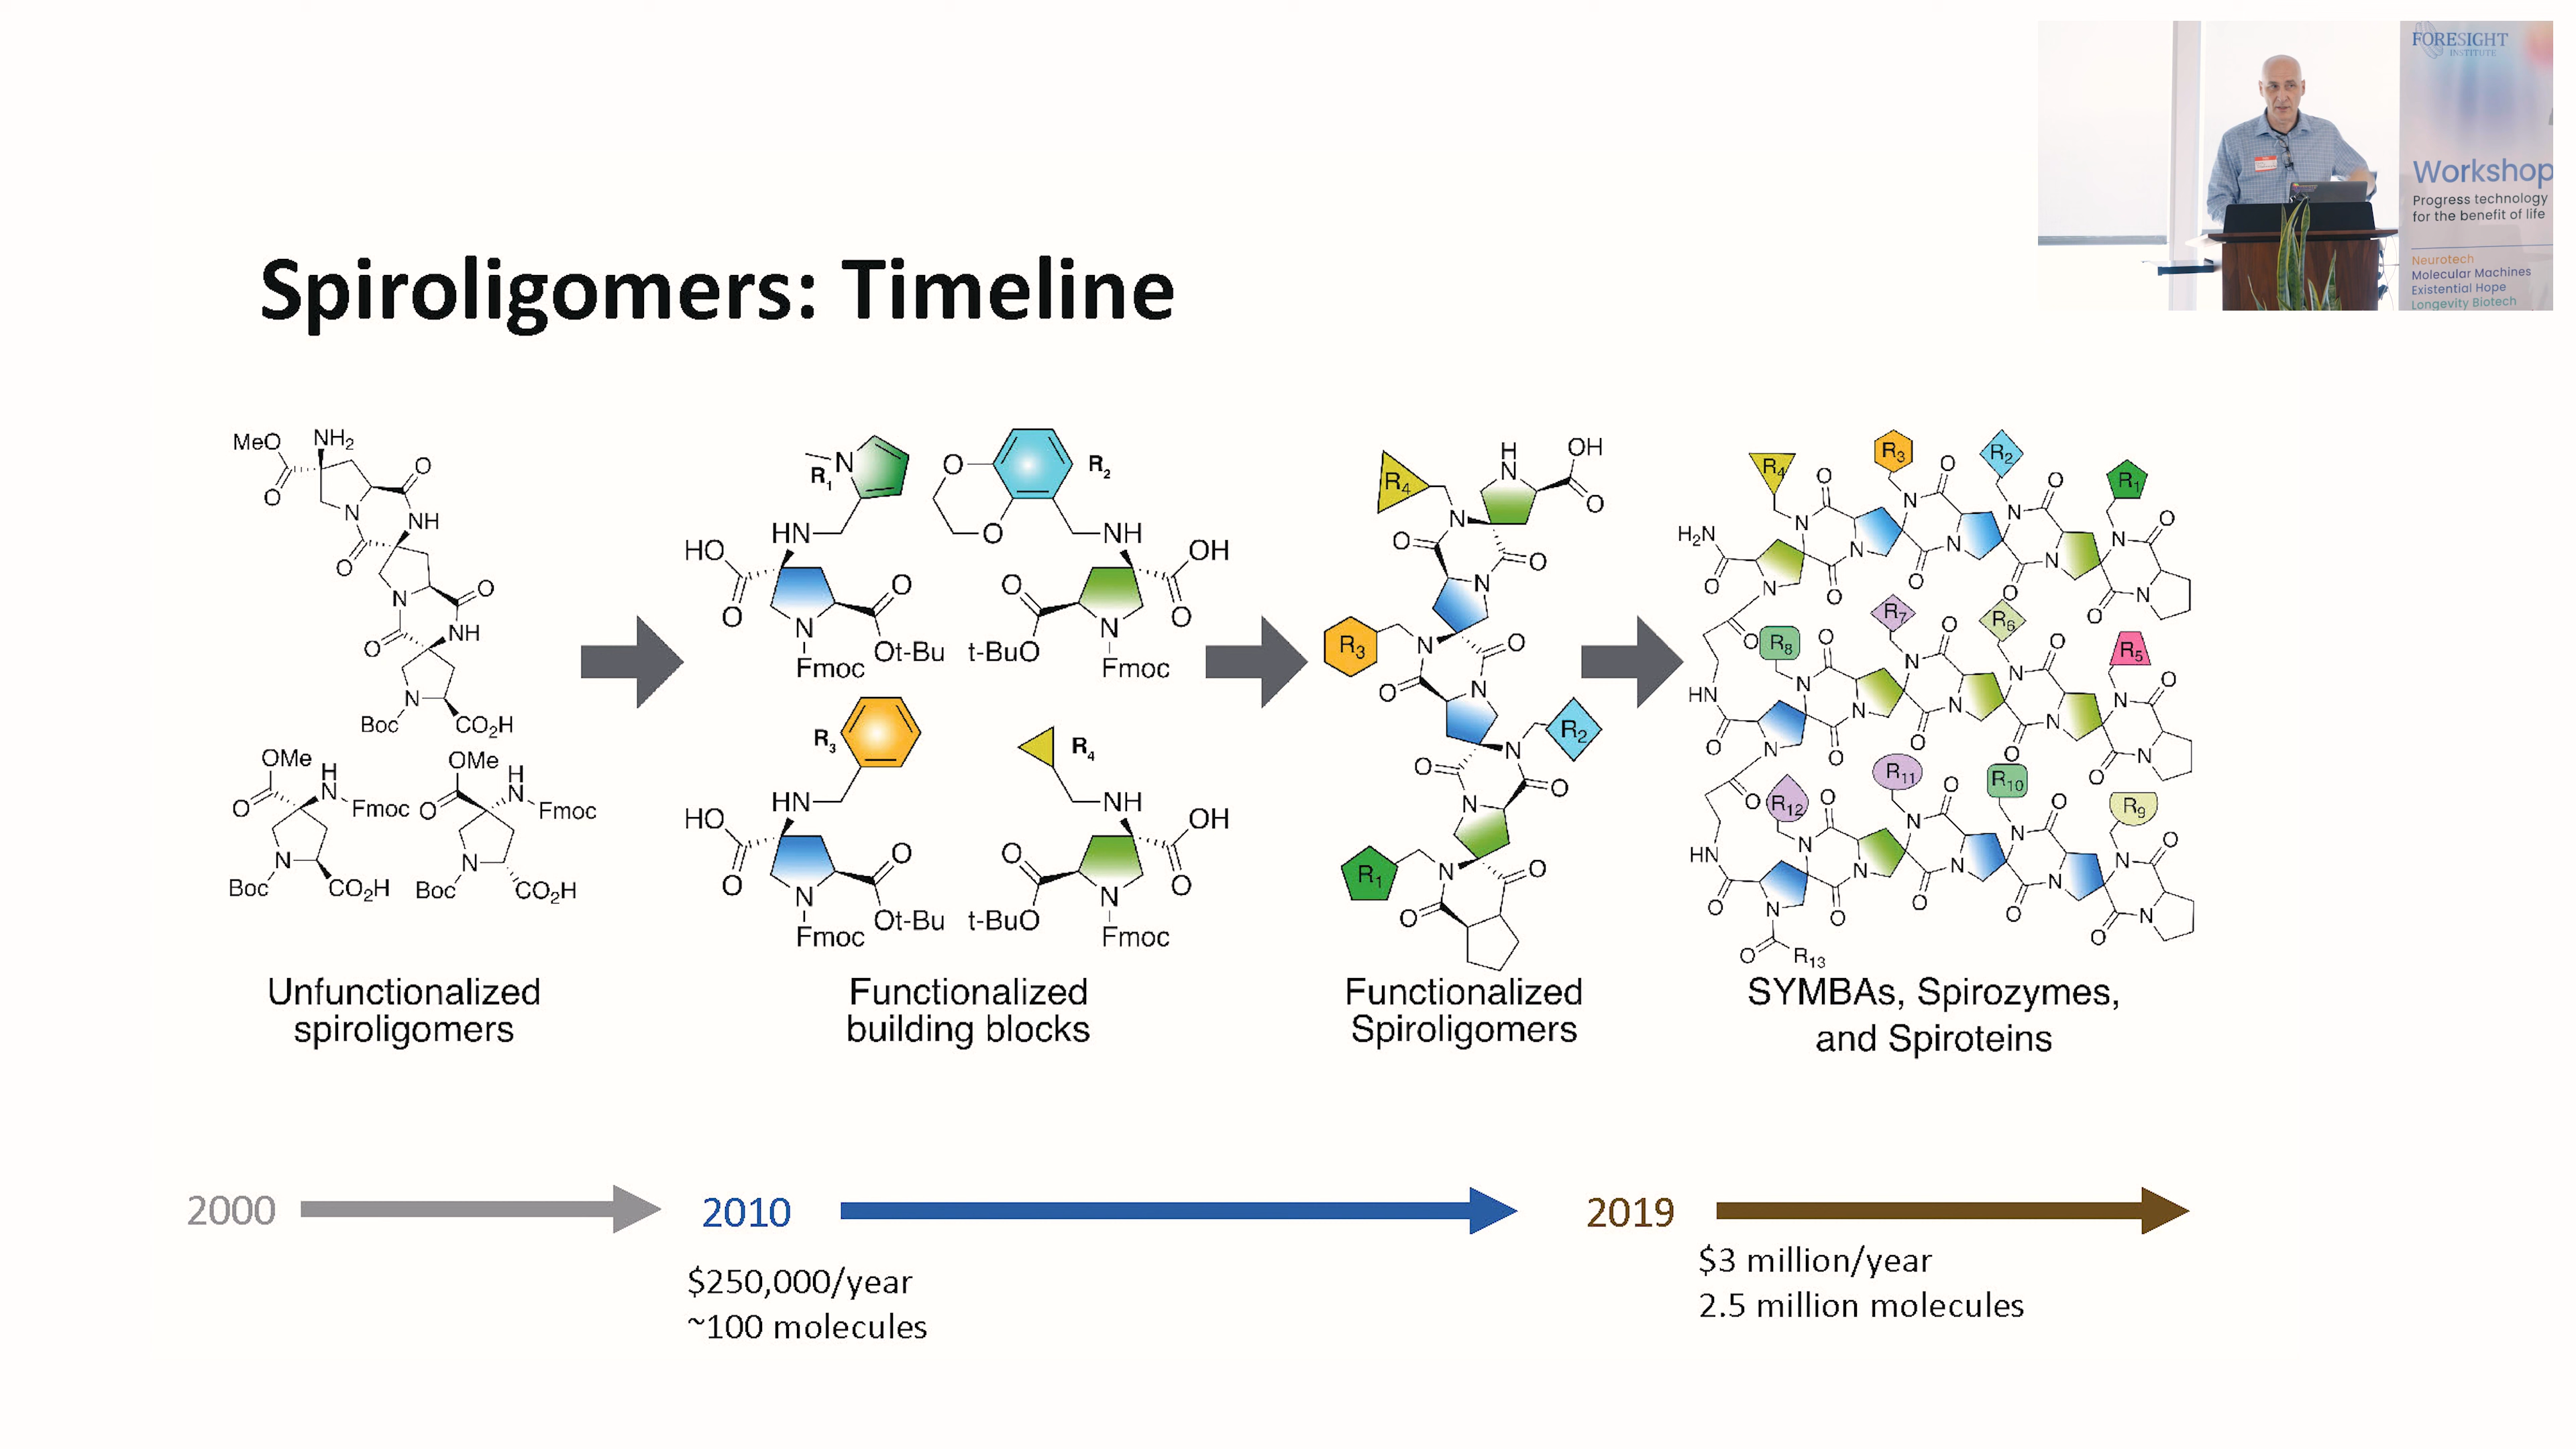 FORESIGHT
INSTITUTE
Workshop
Progress technology
for the benefit of life
Neurotech
Molecular Machines
Existential Hope
Longevity Biotech
Spiroligomers: Timeline
MeO
NH2
O
O
N
NH
O
O
N
NH
O
N
Boc
CO2H
OMe
H
O
N
Fmoc
N
Boc
CO2H
OMe
H
O
N
Fmoc
N
Boc
CO2H
Unfunctionalized
spiroligomers
N
R1
HN
HO
O
O
N
Ot-Bu
Fmoc
O
R2
O
NH
OH
O
O
t-BuO
N
Fmoc
R3
HN
HO
O
O
N
Ot-Bu
Fmoc
R4
NH
OH
O
O
t-BuO
N
Fmoc
Functionalized
building blocks
H
N
OH
O
R4
N
O
O
N
R3
N
O
O
N
R2
N
O
O
N
R1
N
O
O
Functionalized
Spiroligomers
R4
R3
R2
R1
H2N
O
N
O
N
O
N
O
N
O
N
O
N
O
N
O
N
O
N
O
R8
R7
R6
R5
HN
O
N
O
N
O
N
O
N
O
N
O
N
O
N
O
N
O
N
O
R12
R11
R10
R9
HN
O
N
O
N
O
N
O
N
O
N
O
N
O
N
O
N
O
N
O
R13
SYMBAs, Spirozymes,
and Spiroteins
2000
2010
2019
$250,000/year
~100 molecules
$3 million/year
2.5 million molecules